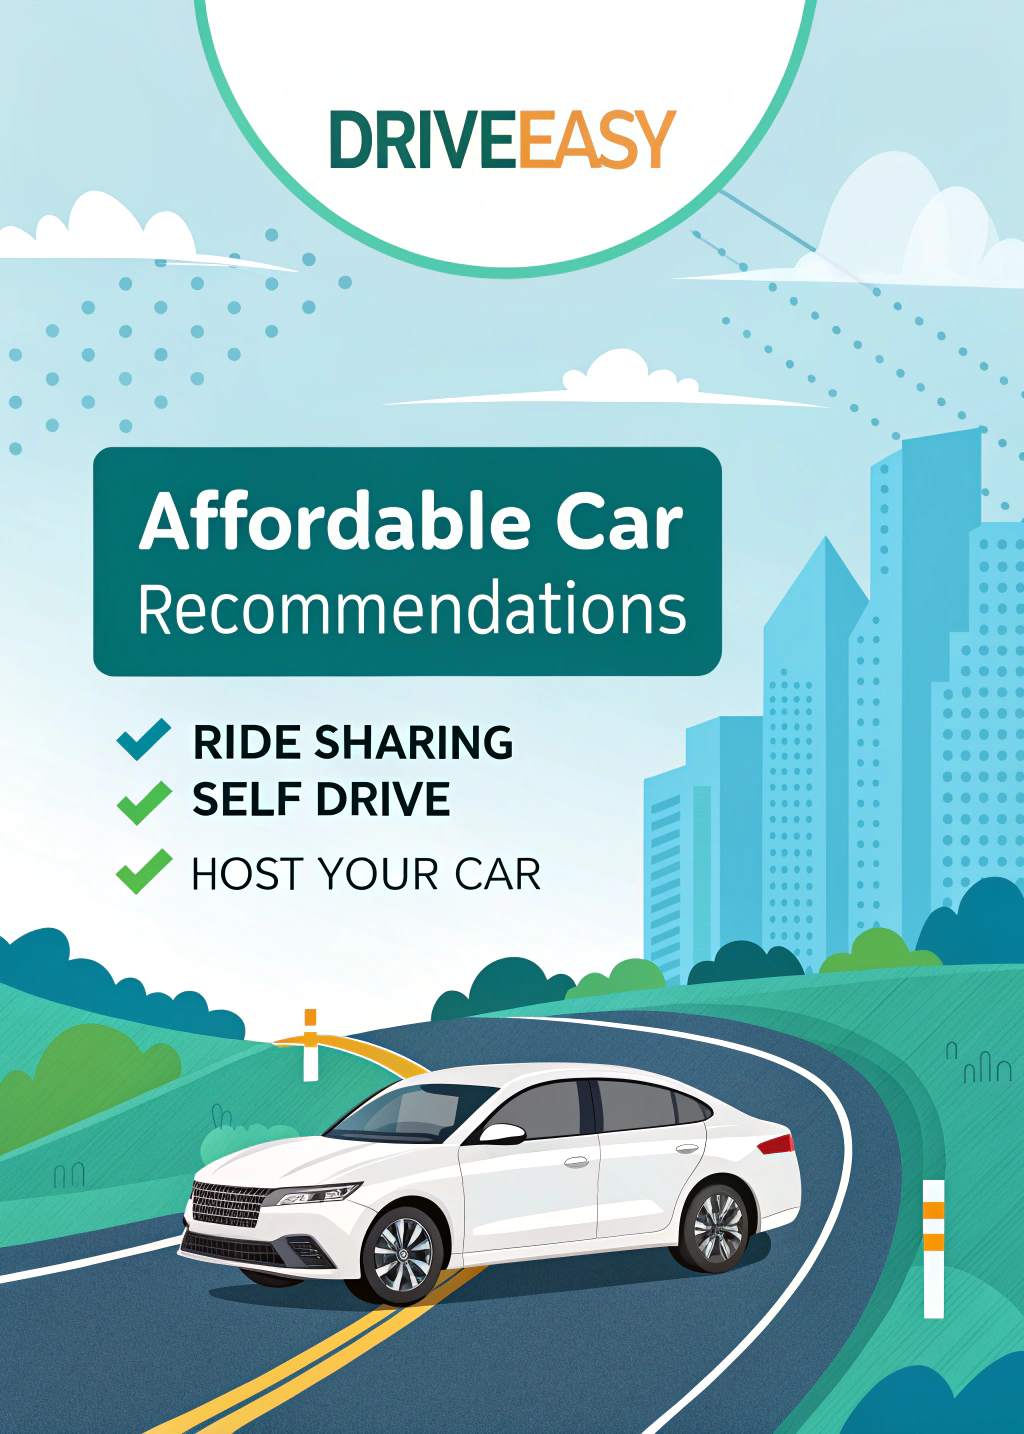 DRIVEEASY
Affordable Car
Recommendations
RIDE SHARING
SELF DRIVE
HOST YOUR CAR